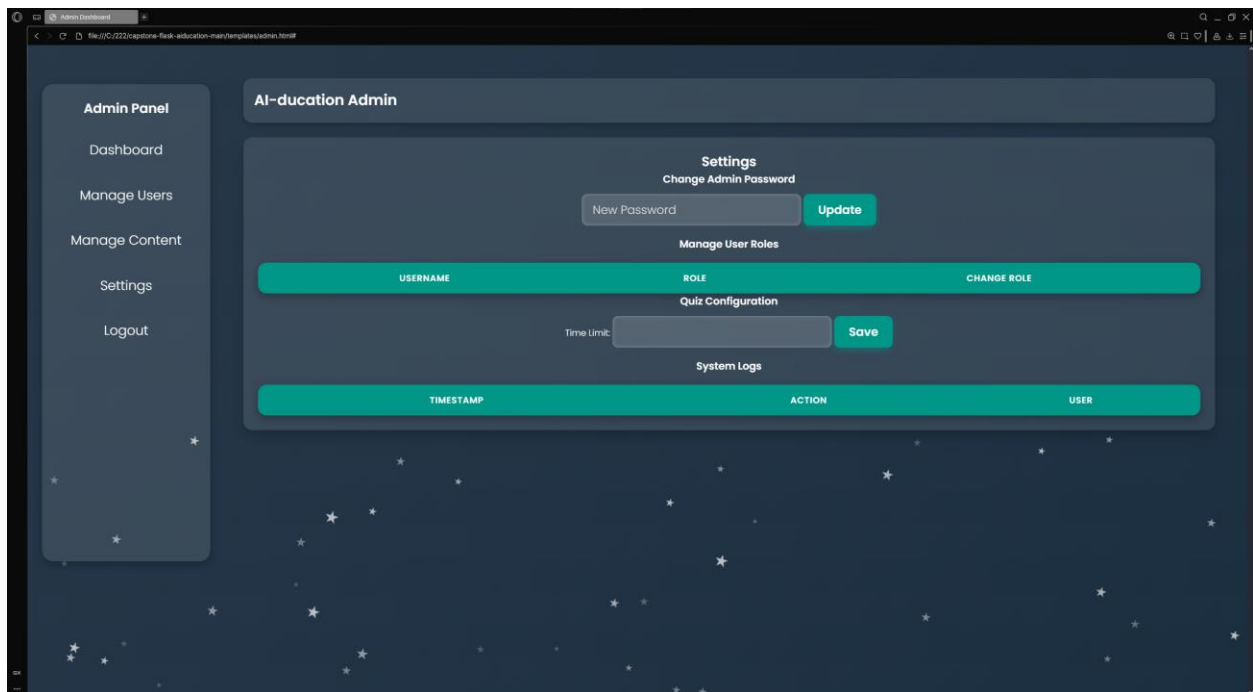 Admin Dashboard
file:///C:/222/capstone-flask-aiducation-main/templates/admin.html#
Admin Panel
Dashboard
Manage Users
Manage Content
Settings
Logout
AI-ducation Admin
Settings
Change Admin Password
New Password Update
Manage User Roles
USERNAME ROLE CHANGE ROLE
Quiz Configuration
Time Limit: Save
System Logs
TIMESTAMP ACTION USER
GX